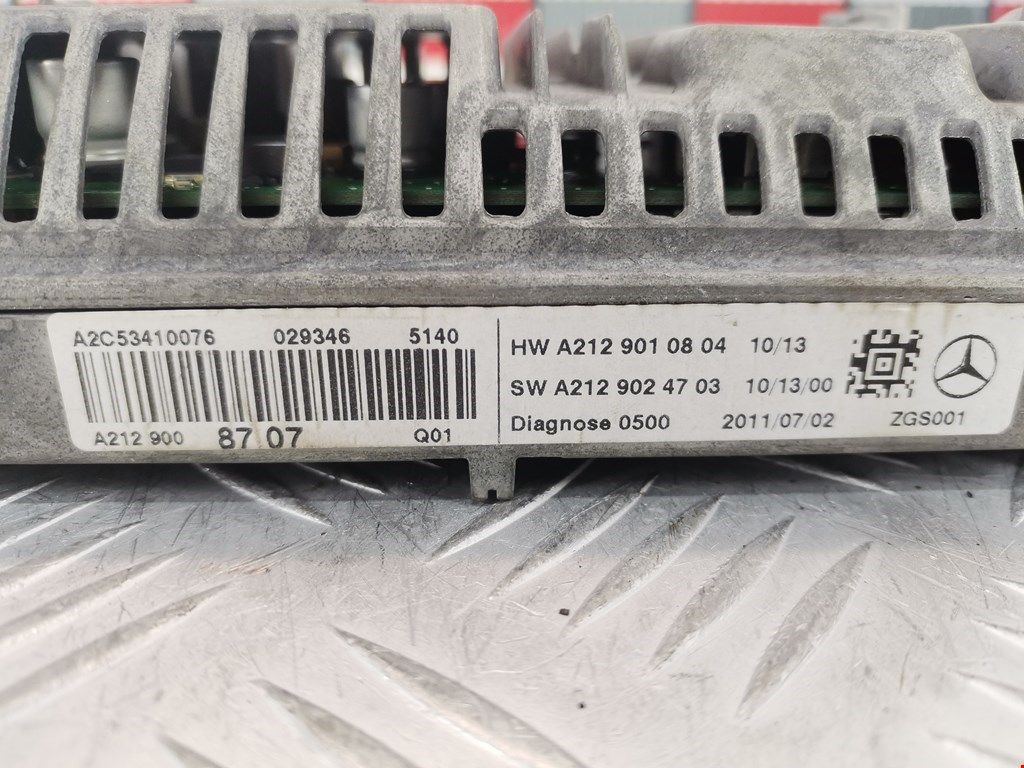 A2C53410076 029346 5140
A212 900 87 07 Q01
HW A212 901 08 04 10/13
SW A212 902 47 03 10/13/00
Diagnose 0500 2011/07/02 ZGS001